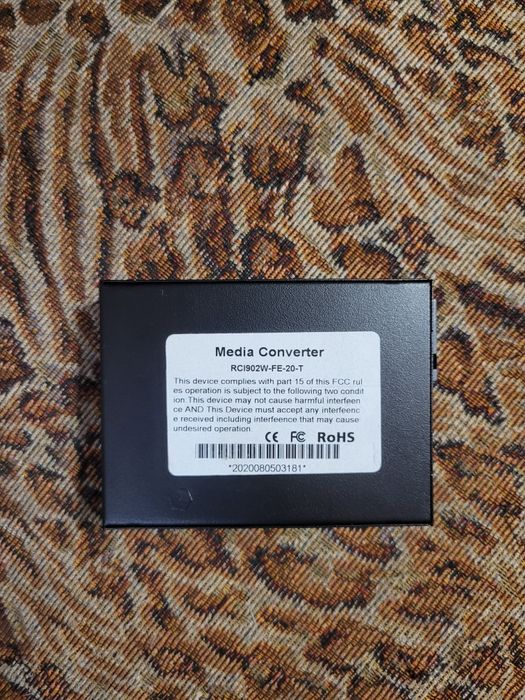 Media Converter
RCI902W-FE-20-T
This device complies with part 15 of this FCC rul
es operation is subject to the following two condit
ion.This device may not cause harmful interfeen
ce AND.This Device must accept any interfeenc
e received including interfeence that may cause
undesired operation.
CE FC RoHS
*2020080503181*